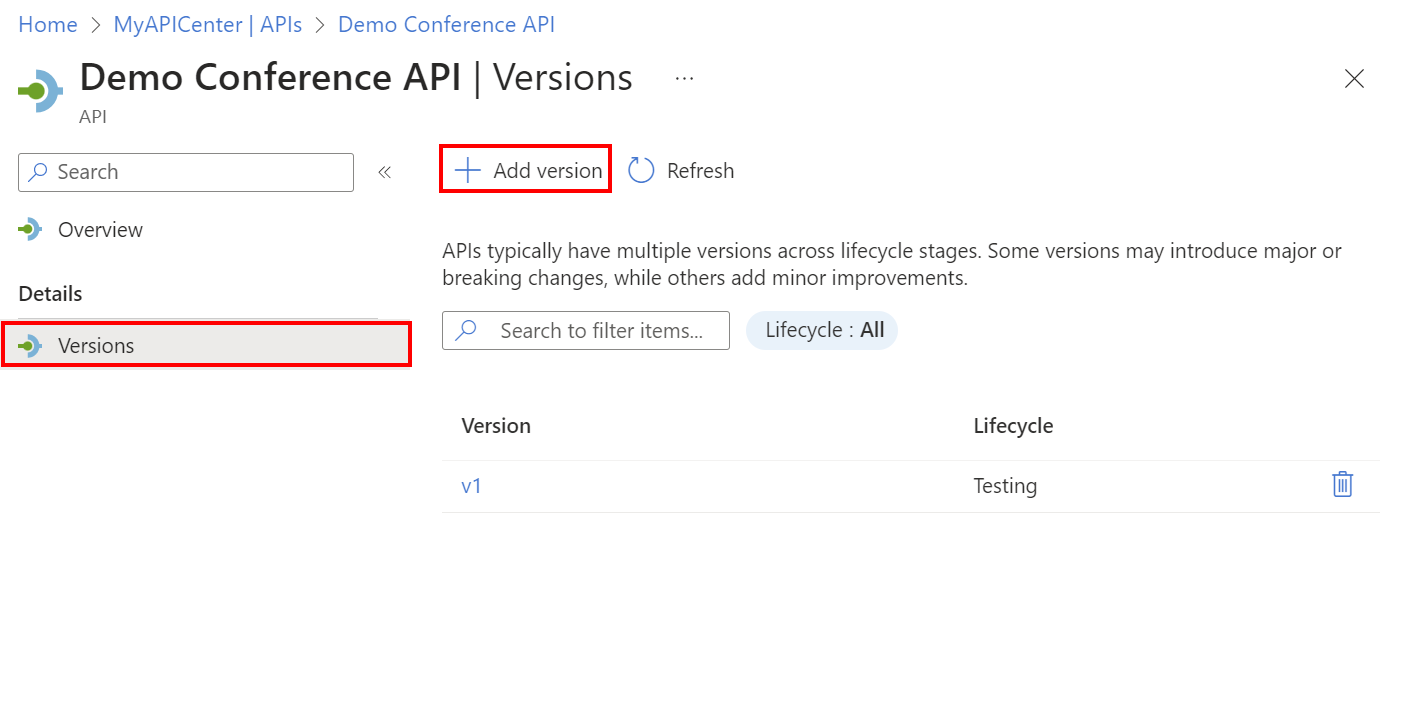 Home > MyAPICenter | APIs > Demo Conference API
Demo Conference API | Versions ...
API
Search
«
Overview
Details
Versions
Add version
Refresh
APIs typically have multiple versions across lifecycle stages. Some versions may introduce major or
breaking changes, while others add minor improvements.
Search to filter items...
Lifecycle : All
Version Lifecycle
v1 Testing